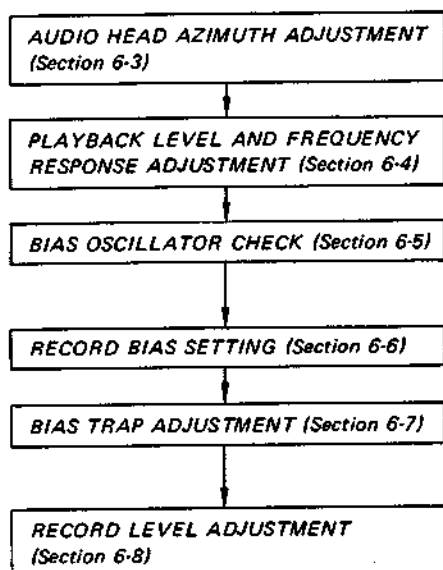 AUDIO HEAD AZIMUTH ADJUSTMENT
(Section 6-3)
PLAYBACK LEVEL AND FREQUENCY
RESPONSE ADJUSTMENT (Section 6-4)
BIAS OSCILLATOR CHECK (Section 6-5)
RECORD BIAS SETTING (Section 6-6)
BIAS TRAP ADJUSTMENT (Section 6-7)
RECORD LEVEL ADJUSTMENT
(Section 6-8)